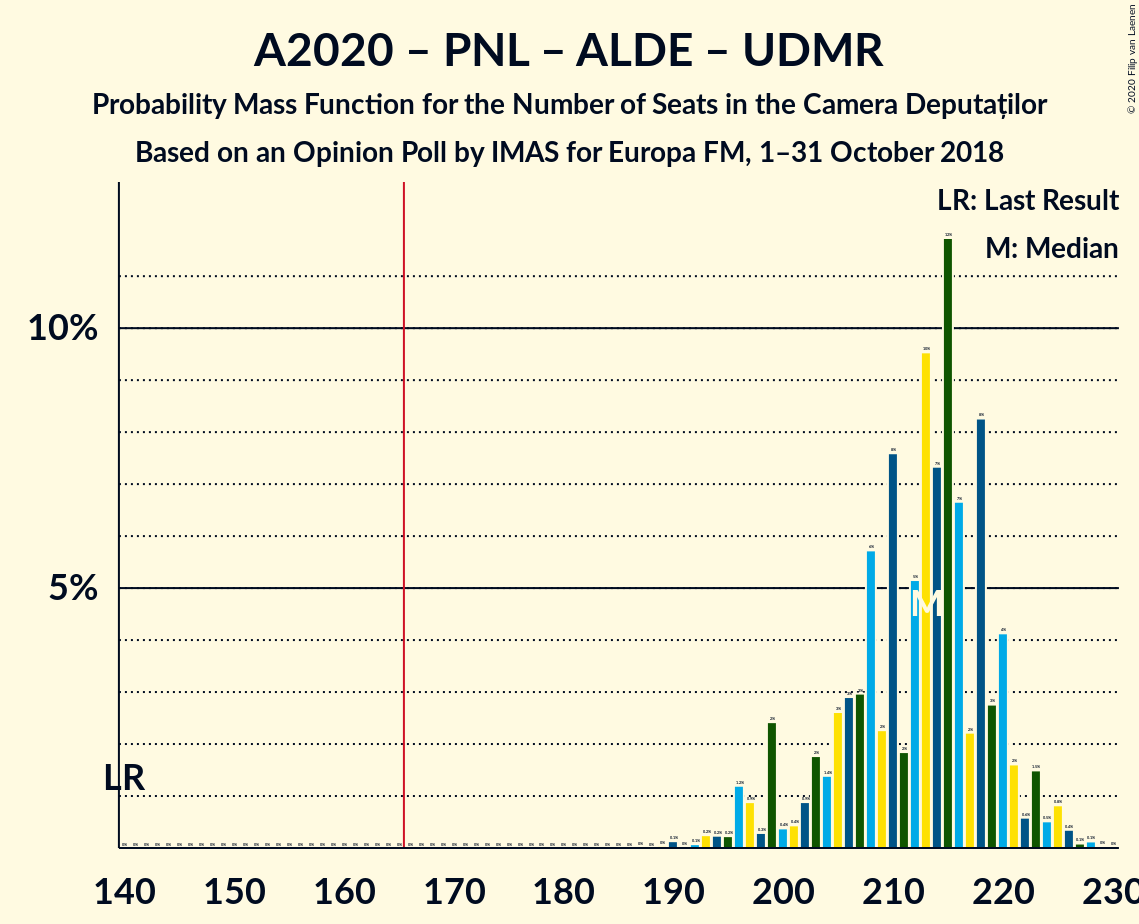 A2020 – PNL – ALDE – UDMR
Probability Mass Function for the Number of Seats in the Camera Deputaților
Based on an Opinion Poll by IMAS for Europa FM, 1–31 October 2018
© 2020 Filip van Laenen
LR: Last Result
M: Median
10%
5%
M
LR
140 150 160 170 180 190 200 210 220 230